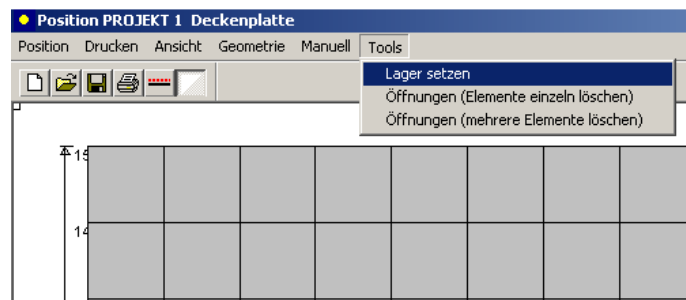 Position PROJEKT 1 Deckenplatte
Position Drucken Ansicht Geometrie Manuell Tools
Lager setzen
Öffnungen (Elemente einzeln löschen)
Öffnungen (mehrere Elemente löschen)
15
14